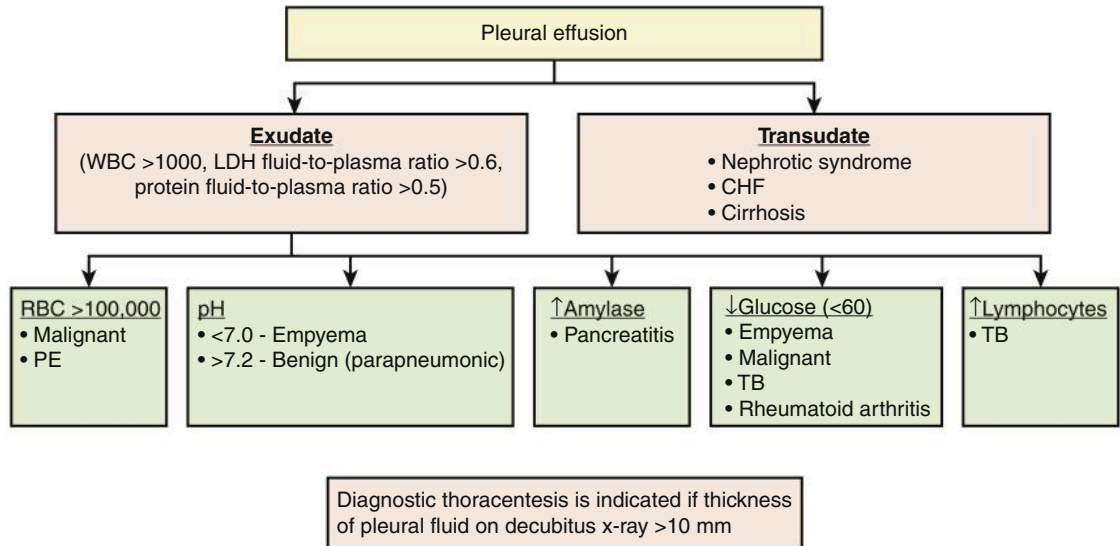 Pleural effusion
Exudate
(WBC >1000, LDH fluid-to-plasma ratio >0.6,
protein fluid-to-plasma ratio >0.5)
Transudate
• Nephrotic syndrome
• CHF
• Cirrhosis
RBC >100,000
• Malignant
• PE
pH
• <7.0 - Empyema
• >7.2 - Benign (parapneumonic)
↑Amylase
• Pancreatitis
↓Glucose (<60)
• Empyema
• Malignant
• TB
• Rheumatoid arthritis
↑Lymphocytes
• TB
Diagnostic thoracentesis is indicated if thickness
of pleural fluid on decubitus x-ray >10 mm